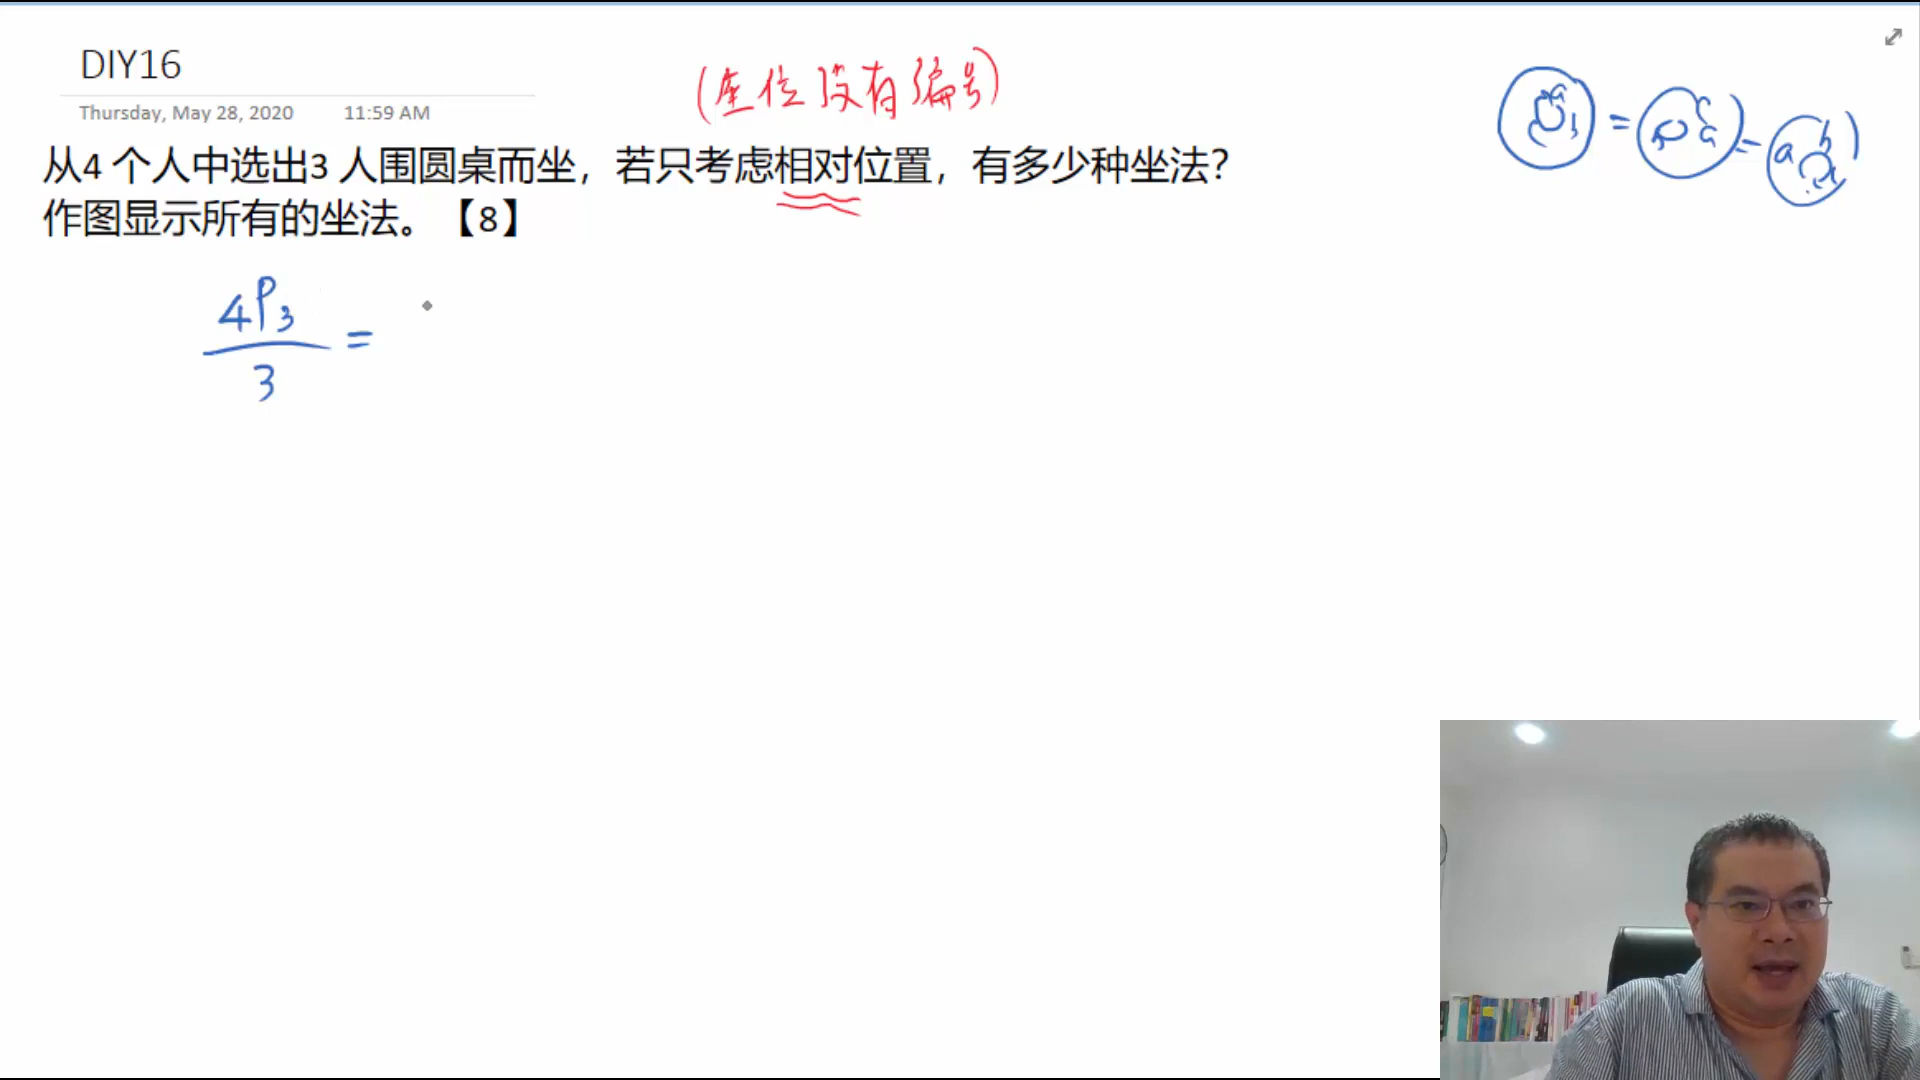 DIY16
Thursday, May 28, 2020 11:59 AM
(座位没有编号)
从4 个人中选出3 人围圆桌而坐，若只考虑相对位置，有多少种坐法？
作图显示所有的坐法。【8】
4P3
3
=
a b c = c a b = b a c